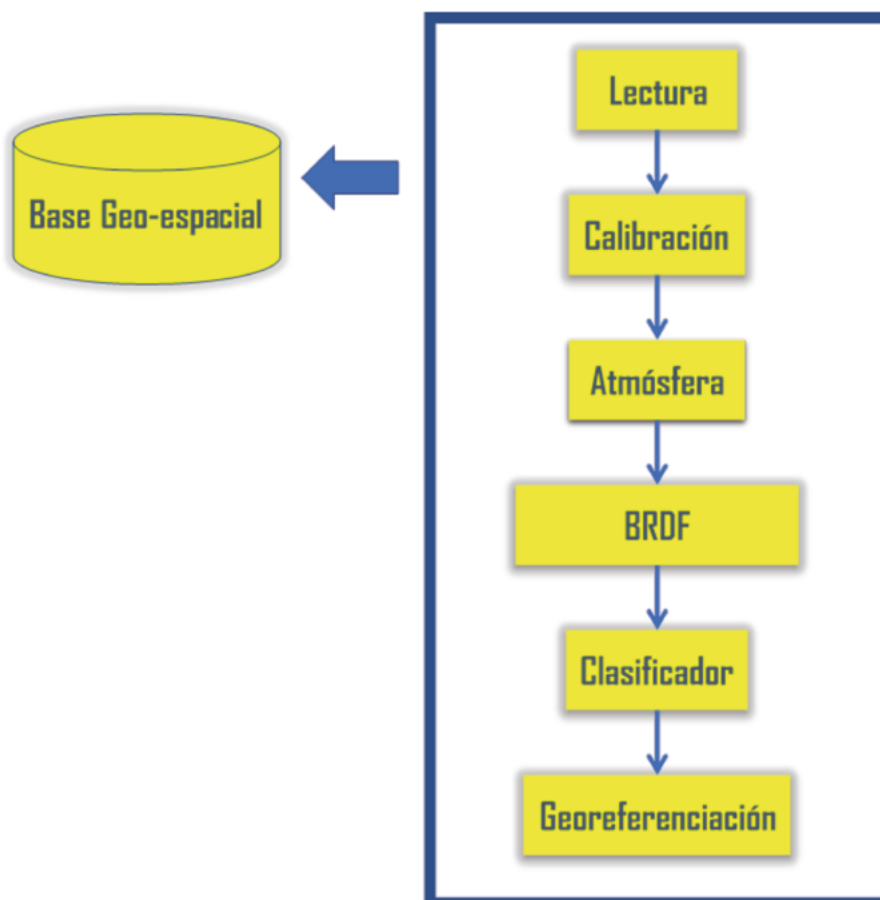 Base Geo-espacial
Lectura
Calibración
Atmósfera
BRDF
Clasificador
Georeferenciación